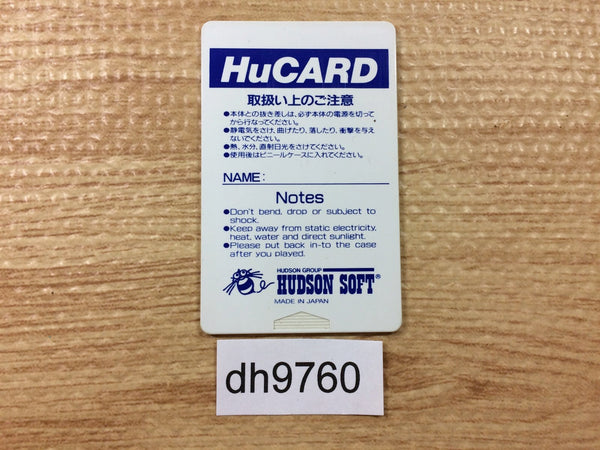 HuCARD
取扱い上のご注意
●本体との抜き差しは、必ず本体の電源を切って
から行なってください。
●静電気をさけ、曲げたり、落したり、衝撃を与え
ないでください。
●熱、水分、直射日光をさけてください。
●使用後はビニールケースに入れてください。
NAME:
Notes
●Don't bend, drop or subject to
shock.
●Keep away from static electricity,
heat, water and direct sunlight.
●Please put back in-to the case
after you played.
HUDSON GROUP
HUDSON SOFT®
MADE IN JAPAN
dh9760